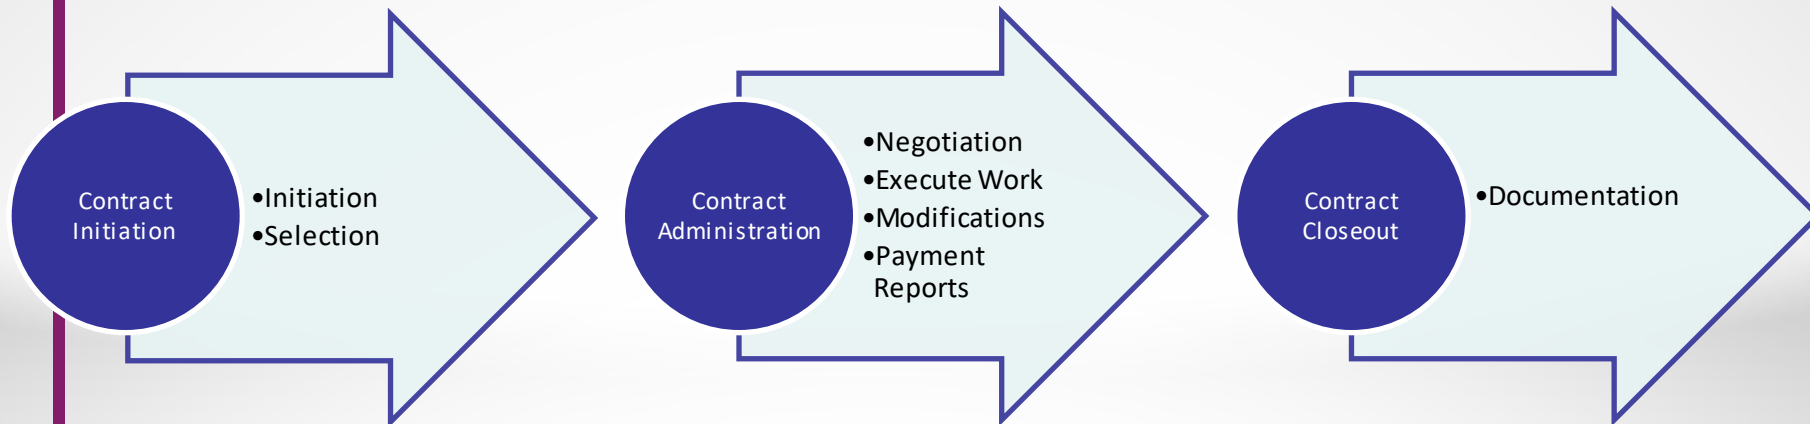 Contract
Initiation
•Initiation
•Selection
Contract
Administration
•Negotiation
•Execute Work
•Modifications
•Payment
Reports
Contract
Closeout
•Documentation